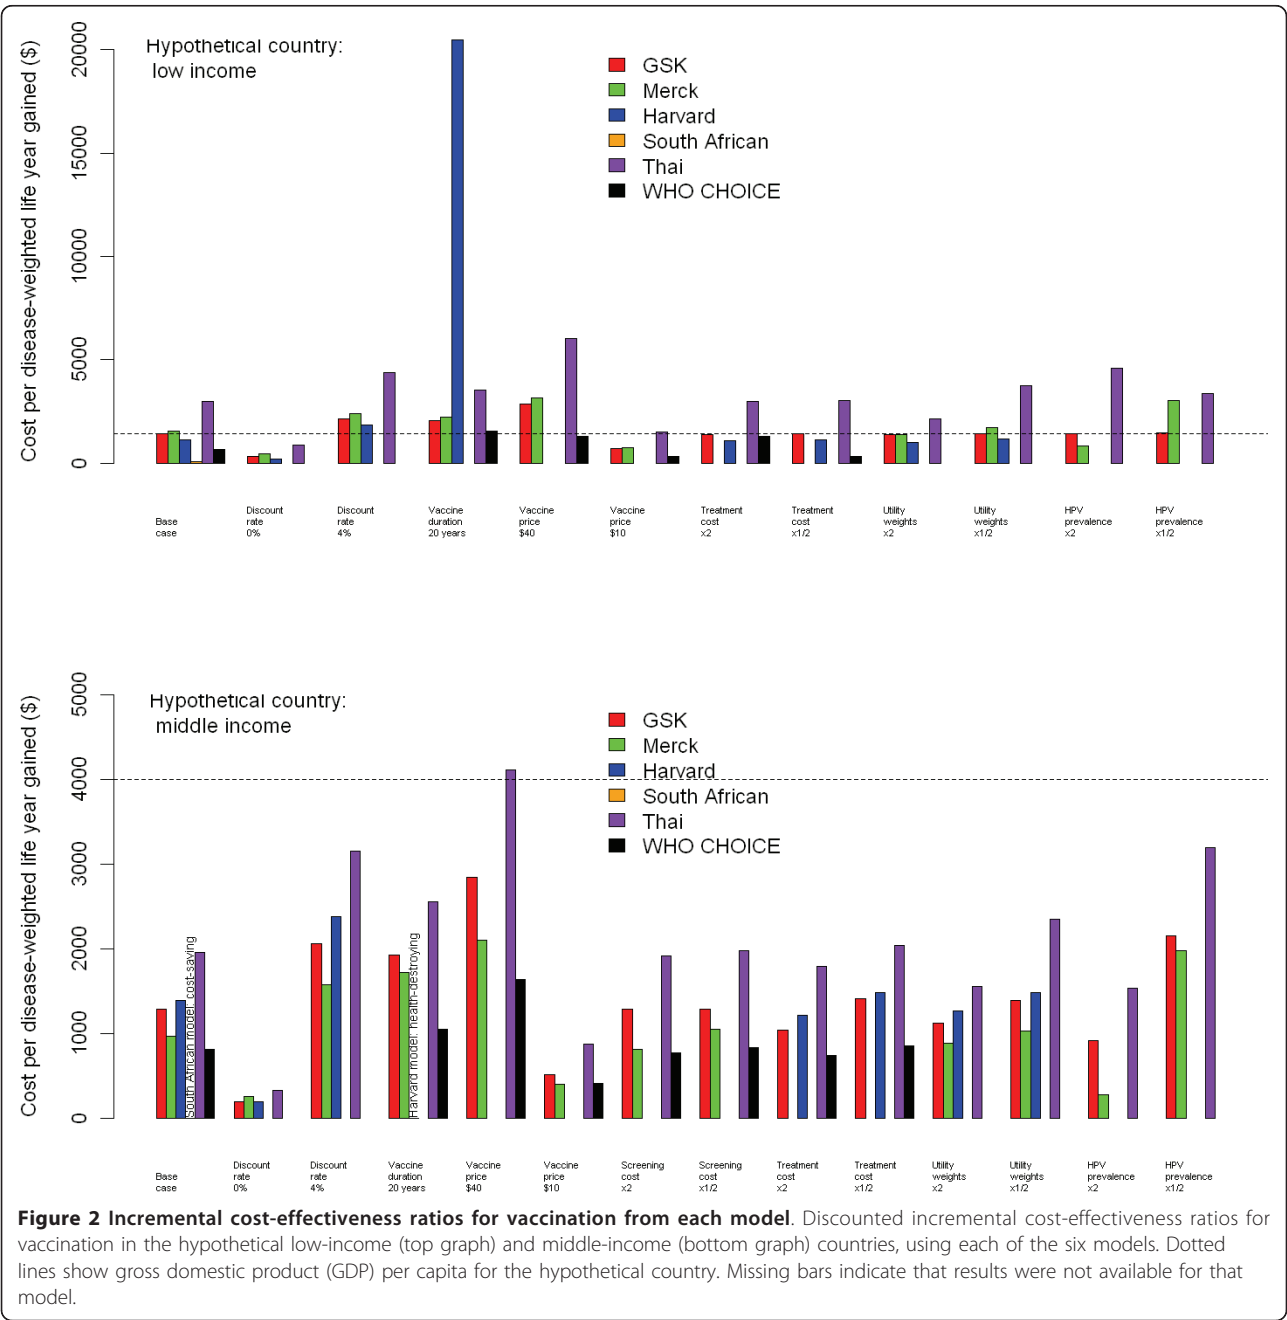 Hypothetical country:
low income
Cost per disease-weighted life year gained ($)
20000
15000
10000
5000
0
GSK
Merck
Harvard
South African
Thai
WHO CHOICE
Base
case
Discount
rate
0%
Discount
rate
4%
Vaccine
duration
20 years
Vaccine
price
$40
Vaccine
price
$10
Treatment
cost
x2
Treatment
cost
x1/2
Utility
weights
x2
Utility
weights
x1/2
HPV
prevalence
x2
HPV
prevalence
x1/2
Hypothetical country:
middle income
Cost per disease-weighted life year gained ($)
5000
4000
3000
2000
1000
0
GSK
Merck
Harvard
South African
Thai
WHO CHOICE
South African model: cost-saving
Harvard model: health-destroying
Base
case
Discount
rate
0%
Discount
rate
4%
Vaccine
duration
20 years
Vaccine
price
$40
Vaccine
price
$10
Screening
cost
x2
Screening
cost
x1/2
Treatment
cost
x2
Treatment
cost
x1/2
Utility
weights
x2
Utility
weights
x1/2
HPV
prevalence
x2
HPV
prevalence
x1/2
Figure 2 Incremental cost-effectiveness ratios for vaccination from each model. Discounted incremental cost-effectiveness ratios for
vaccination in the hypothetical low-income (top graph) and middle-income (bottom graph) countries, using each of the six models. Dotted
lines show gross domestic product (GDP) per capita for the hypothetical country. Missing bars indicate that results were not available for that
model.